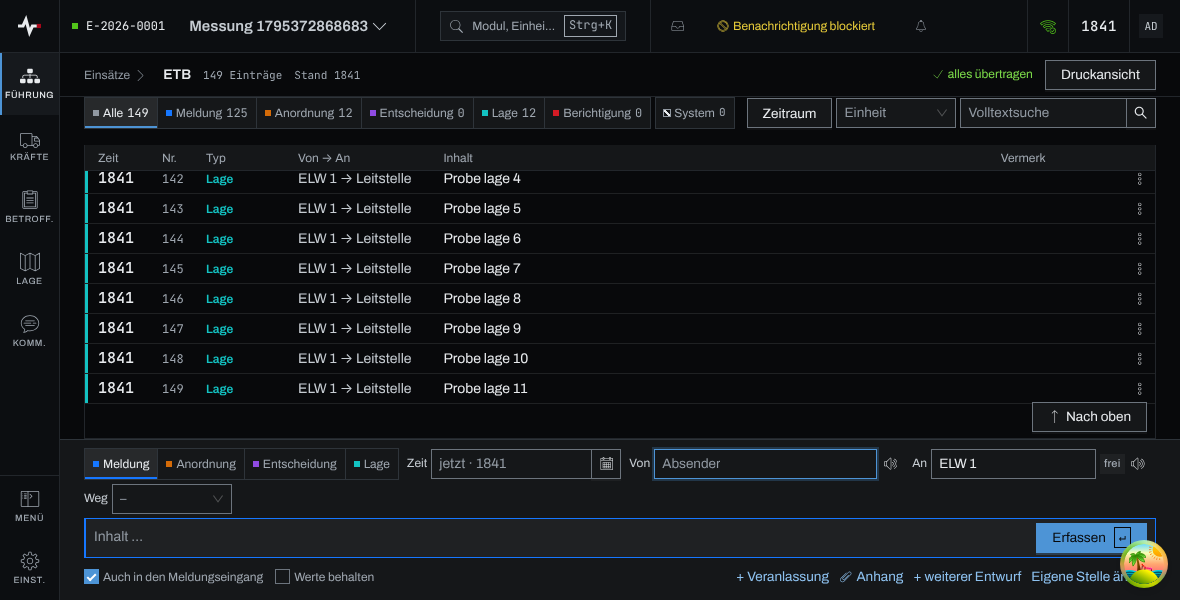 E-2026-0001 Messung 1795372868683 Modul, Einhei... Strg+K Benachrichtigung blockiert 1841 AD
FÜHRUNG
KRÄFTE
BETROFF.
LAGE
KOMM.
MENÜ
EINST.
Einsätze ETB 149 Einträge Stand 1841 alles übertragen Druckansicht
Alle 149 Meldung 125 Anordnung 12 Entscheidung 0 Lage 12 Berichtigung 0 System 0 Zeitraum Einheit Volltextsuche
Zeit Nr. Typ Von → An Inhalt Vermerk
1841 142 Lage ELW 1 → Leitstelle Probe lage 4
1841 143 Lage ELW 1 → Leitstelle Probe lage 5
1841 144 Lage ELW 1 → Leitstelle Probe lage 6
1841 145 Lage ELW 1 → Leitstelle Probe lage 7
1841 146 Lage ELW 1 → Leitstelle Probe lage 8
1841 147 Lage ELW 1 → Leitstelle Probe lage 9
1841 148 Lage ELW 1 → Leitstelle Probe lage 10
1841 149 Lage ELW 1 → Leitstelle Probe lage 11
↑ Nach oben
Meldung Anordnung Entscheidung Lage Zeit jetzt · 1841 Von Absender An ELW 1 frei
Weg –
Inhalt ... Erfassen ↵
Auch in den Meldungseingang Werte behalten + Veranlassung Anhang + weiterer Entwurf Eigene Stelle